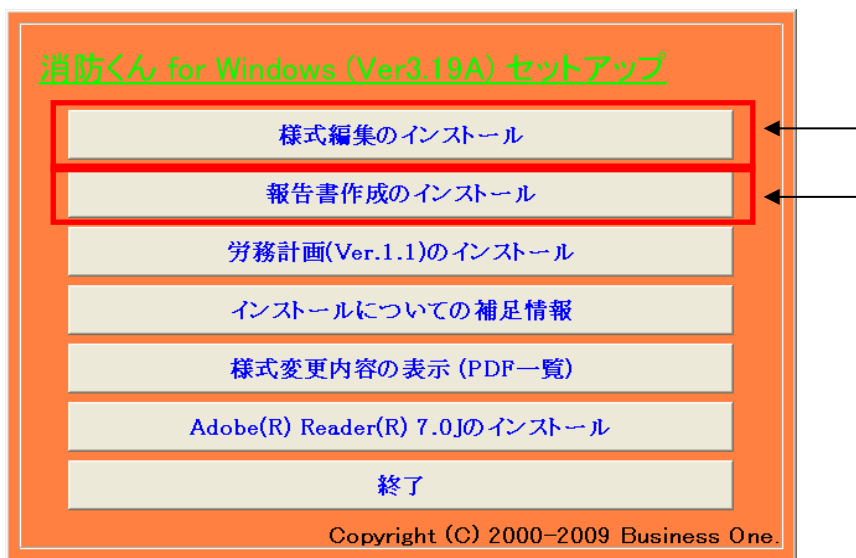 消防くん for Windows (Ver3.19A) セットアップ
様式編集のインストール
報告書作成のインストール
労務計画(Ver.1.1)のインストール
インストールについての補足情報
様式変更内容の表示 (PDF一覧)
Adobe(R) Reader(R) 7.0Jのインストール
終了
Copyright (C) 2000-2009 Business One.